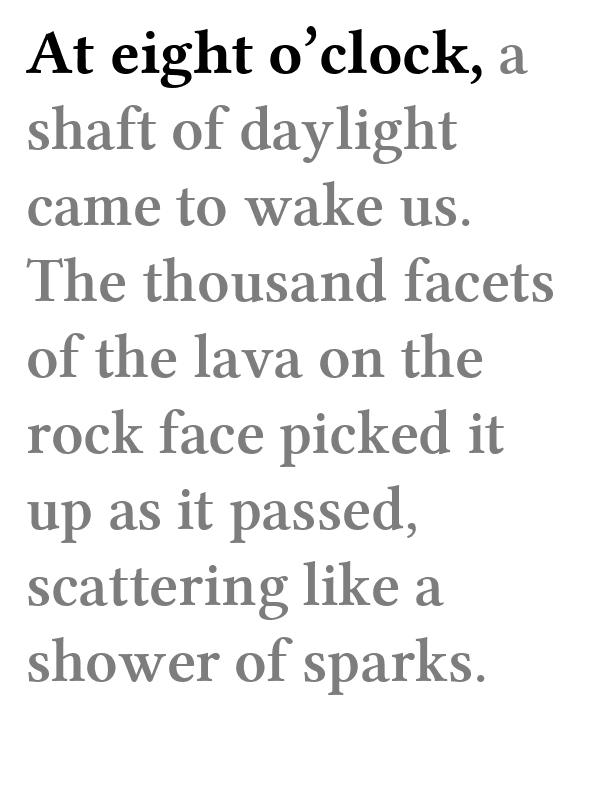 At eight o’clock, a
shaft of daylight
came to wake us.
The thousand facets
of the lava on the
rock face picked it
up as it passed,
scattering like a
shower of sparks.